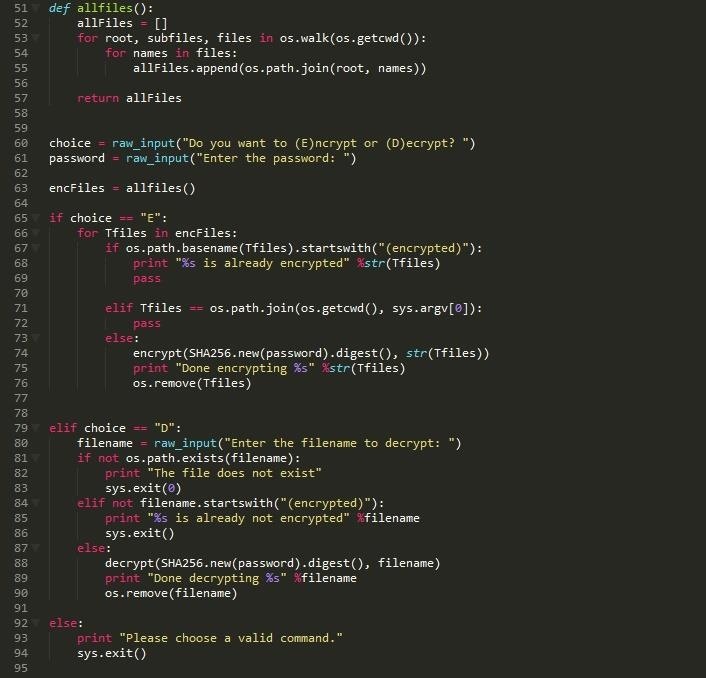 51 def allfiles():
52     allFiles = []
53     for root, subfiles, files in os.walk(os.getcwd()):
54         for names in files:
55             allFiles.append(os.path.join(root, names))
56
57     return allFiles
58
59
60 choice = raw_input("Do you want to (E)ncrypt or (D)ecrypt? ")
61 password = raw_input("Enter the password: ")
62
63 encFiles = allfiles()
64
65 if choice == "E":
66     for Tfiles in encFiles:
67         if os.path.basename(Tfiles).startswith("(encrypted)"):
68             print "%s is already encrypted" %str(Tfiles)
69             pass
70
71         elif Tfiles == os.path.join(os.getcwd(), sys.argv[0]):
72             pass
73         else:
74             encrypt(SHA256.new(password).digest(), str(Tfiles))
75             print "Done encrypting %s" %str(Tfiles)
76             os.remove(Tfiles)
77
78
79 elif choice == "D":
80     filename = raw_input("Enter the filename to decrypt: ")
81     if not os.path.exists(filename):
82         print "The file does not exist"
83         sys.exit(0)
84     elif not filename.startswith("(encrypted)"):
85         print "%s is already not encrypted" %filename
86         sys.exit()
87     else:
88         decrypt(SHA256.new(password).digest(), filename)
89         print "Done decrypting %s" %filename
90         os.remove(filename)
91
92 else:
93     print "Please choose a valid command."
94     sys.exit()
95